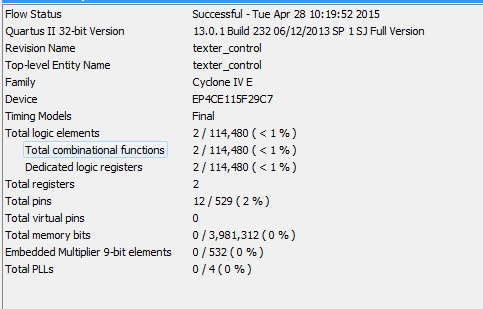 Flow Status Successful - Tue Apr 28 10:19:52 2015
Quartus II 32-bit Version 13.0.1 Build 232 06/12/2013 SP 1 SJ Full Version
Revision Name texter_control
Top-level Entity Name texter_control
Family Cyclone IV E
Device EP4CE115F29C7
Timing Models Final
Total logic elements 2 / 114,480 ( < 1 % )
Total combinational functions 2 / 114,480 ( < 1 % )
Dedicated logic registers 2 / 114,480 ( < 1 % )
Total registers 2
Total pins 12 / 529 ( 2 % )
Total virtual pins 0
Total memory bits 0 / 3,981,312 ( 0 % )
Embedded Multiplier 9-bit elements 0 / 532 ( 0 % )
Total PLLs 0 / 4 ( 0 % )